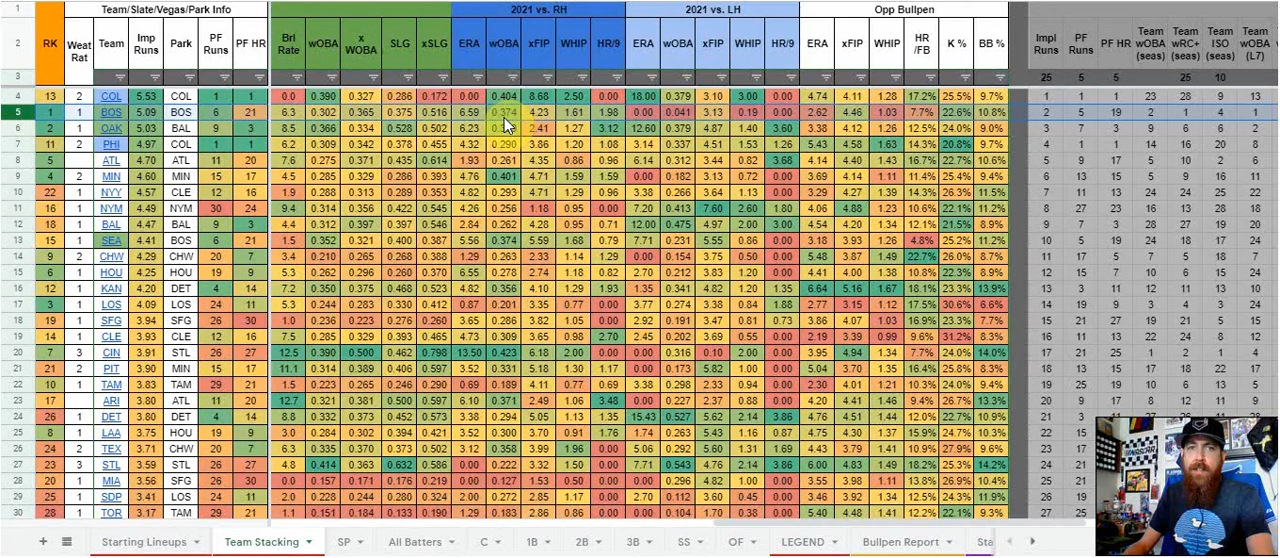 1 Team/Slate/Vegas/Park Info 2021 vs. RH 2021 vs. LH Opp Bullpen
2 RK Weat Rat Team Imp Runs Park PF Runs PF HR Brl Rate wOBA x WOBA SLG xSLG ERA wOBA xFIP WHIP HR/9 ERA wOBA xFIP WHIP HR/9 ERA xFIP WHIP HR /FB K % BB % Impl Runs PF Runs PF HR Team wOBA (seas) Team wRC+ (seas) Team ISO (seas) Team wOBA (L7)
3 25 5 5 25 10
4 13 2 COL 5.53 COL 1 1 0.0 0.390 0.327 0.286 0.172 0.00 0.404 8.68 2.50 0.00 18.00 0.379 3.10 3.00 0.00 4.74 4.11 1.28 17.2% 25.5% 9.7% 1 1 1 23 28 9 13
5 1 1 BOS 5.11 BOS 6 21 6.3 0.302 0.365 0.375 0.516 6.59 0.374 4.23 1.31 1.98 0.00 0.041 3.13 0.19 0.00 2.62 3.46 1.03 7.7% 22.6% 10.8% 2 5 19 2 1 4 1
6 2 1 OAK 5.03 BAL 9 3 8.5 0.366 0.334 0.528 0.502 6.23 2.41 1.27 3.12 12.60 0.379 4.87 1.40 3.60 3.38 4.12 1.26 12.5% 24.0% 9.0% 3 7 3 9 6 6 2
7 11 2 PHI 4.97 COL 1 1 6.2 0.309 0.342 0.378 0.455 4.32 0.290 3.86 1.20 1.08 3.14 0.337 4.51 1.53 1.26 5.43 4.58 1.63 14.3% 20.8% 9.7% 4 1 1 14 16 20 8
8 5 1 ATL 4.70 ATL 11 20 7.6 0.275 0.371 0.435 0.614 1.93 0.261 4.35 0.86 0.96 6.14 0.312 3.44 0.82 3.68 4.14 4.40 1.43 16.7% 22.7% 10.6% 5 9 17 5 10 2 6
9 4 2 MIN 4.60 MIN 15 17 4.5 0.285 0.329 0.286 0.393 4.76 0.401 4.71 1.59 1.59 0.00 0.182 3.13 0.72 0.00 3.69 4.14 1.11 11.4% 25.4% 9.4% 6 13 15 5 9 16 11
10 22 1 NYY 4.57 CLE 12 16 1.9 0.288 0.313 0.289 0.353 4.82 0.293 4.71 1.29 0.96 3.38 0.266 3.64 1.13 0.00 3.29 4.27 1.39 14.3% 26.3% 11.5% 7 11 13 24 24 25 22
11 16 1 NYM 4.49 BLT 30 24 9.4 0.314 0.356 0.422 0.545 4.26 0.256 1.18 0.95 0.00 7.20 0.413 7.60 2.60 1.80 4.06 4.88 1.23 10.6% 22.1% 11.2% 8 27 23 16 13 28 18
12 18 1 BAL 4.47 BAL 9 3 4.4 0.312 0.397 0.397 0.547 2.84 0.262 4.28 0.95 0.71 12.00 0.475 4.97 2.00 3.00 4.54 4.20 1.34 12.1% 21.5% 8.9% 9 7 3 28 27 19 20
13 15 1 SEA 4.41 BOS 6 21 1.5 0.352 0.321 0.400 0.387 5.56 0.374 5.59 1.68 0.79 7.71 0.231 5.55 0.86 0.00 3.18 3.93 1.26 4.8% 25.2% 11.2% 10 5 19 24 18 17 24
14 9 2 CHW 4.29 CHW 20 7 3.4 0.210 0.265 0.268 0.388 1.29 0.263 2.33 1.14 1.29 0.00 0.154 3.75 0.50 0.00 5.48 3.87 1.49 22.7% 26.0% 8.7% 11 17 5 7 5 18 7
15 6 1 HOU 4.25 HOU 19 9 5.3 0.262 0.296 0.260 0.370 6.55 0.278 2.74 1.18 0.82 2.70 0.212 3.83 1.20 0.00 4.41 4.00 1.38 10.8% 22.3% 8.9% 12 15 7 10 6 15 24
16 12 1 KAN 4.20 DET 4 14 7.2 0.350 0.475 0.368 0.523 4.82 0.356 4.10 1.29 1.93 1.35 0.341 4.82 1.35 0.00 6.64 5.16 1.67 18.1% 23.9% 13.9% 13 3 11 12 11 12 10
17 3 1 LOS 4.09 LOS 24 11 5.3 0.244 0.288 0.330 0.412 0.87 0.201 3.35 0.77 0.00 3.77 0.274 3.38 0.84 1.88 2.77 3.15 1.12 17.5% 30.6% 6.6% 14 19 9 3 4 3 24
18 19 1 SFG 3.94 SFG 26 30 1.0 0.236 0.223 0.276 0.260 3.65 0.286 3.82 1.05 0.00 2.92 0.191 3.47 0.81 0.73 3.86 4.07 1.03 16.9% 23.3% 7.7% 15 21 27 19 21 5 15
19 14 1 CLE 3.93 CLE 12 16 7.5 0.285 0.329 0.393 0.465 4.73 0.309 3.65 0.98 2.70 2.45 0.202 3.69 0.55 0.00 2.19 3.39 0.99 9.6% 31.2% 8.3% 16 11 13 22 24 8 12
20 7 3 CIN 3.91 STL 26 27 12.5 0.390 0.500 0.462 0.798 13.50 0.423 6.18 2.00 0.00 0.00 0.316 0.10 2.00 0.00 3.95 4.94 1.34 7.7% 24.0% 14.0% 17 21 25 1 2 1 4
21 21 2 PIT 3.90 MIN 15 17 11.1 3.52 0.331 5.18 1.30 1.17 0.00 0.173 5.82 1.00 0.00 5.04 3.70 1.35 16.4% 25.8% 8.3% 18 13 15 18 22 17
22 10 1 TAM 3.83 TAM 29 21 1.5 0.223 0.265 0.246 0.290 0.69 0.189 4.11 0.77 0.69 3.38 0.298 2.33 0.94 0.00 2.30 4.01 1.22 4.3% 24.0% 9.4% 19 25 19 10 6 13 5
23 17 ARI 3.80 ATL 11 20 12.7 0.381 0.500 0.597 6.10 0.371 2.49 1.06 3.48 0.00 0.227 2.37 0.88 0.00 4.20 4.16 1.40 9.4% 26.7% 13.3% 20 9 17 8 12 11 9
24 26 1 DET 3.80 DET 4 14 8.8 0.332 0.374 0.452 0.573 3.38 0.294 5.05 1.13 1.35 15.43 0.527 5.62 2.14 3.86 4.76 4.51 1.44 12.0% 22.7% 10.9% 21 3
25 8 1 LAA 3.75 HOU 19 9 3.0 0.284 0.302 0.394 0.421 3.52 0.300 3.70 0.91 1.76 1.74 0.263 5.43 1.16 0.87 4.75 4.30 1.37 9.5% 24.7% 10.3% 22 15
26 24 2 TEX 3.71 CHW 20 7 6.3 0.335 0.370 0.473 0.502 3.12 0.399 1.96 0.00 5.06 0.292 5.73 1.31 0.00 4.43 3.79 1.41 9.7% 27.9% 9.6% 23 17
27 23 3 STL 3.59 STL 26 27 4.8 0.414 0.363 0.632 0.586 0.00 0.222 3.32 1.50 0.00 7.71 0.543 4.76 2.14 3.86 6.00 4.83 1.49 18.2% 25.3% 14.2% 24 21
28 20 1 MIA 3.56 SFG 26 30 0.0 0.157 0.171 0.176 0.210 0.00 0.153 3.90 0.75 0.00 0.00 0.296 4.82 1.00 0.00 3.55 3.98 1.11 13.8% 26.9% 10.4% 25 21
29 25 1 SDP 3.41 LOS 24 11 2.0 0.228 0.244 0.280 0.324 2.00 0.272 2.85 1.17 0.00 2.70 0.112 3.60 0.45 0.00 3.46 3.92 1.34 12.5% 24.3% 11.9% 26 19
30 28 1 TOR 3.17 TAM 29 21 1.1 0.151 0.184 0.133 0.190 1.29 0.183 2.86 0.86 0.00 0.00 0.104 1.70 0.38 0.00 5.40 4.48 12.2% 22.1% 9.3% 27 25
+ Starting Lineups Team Stacking SP All Batters C 1B 2B 3B SS OF LEGEND Bullpen Report Sta